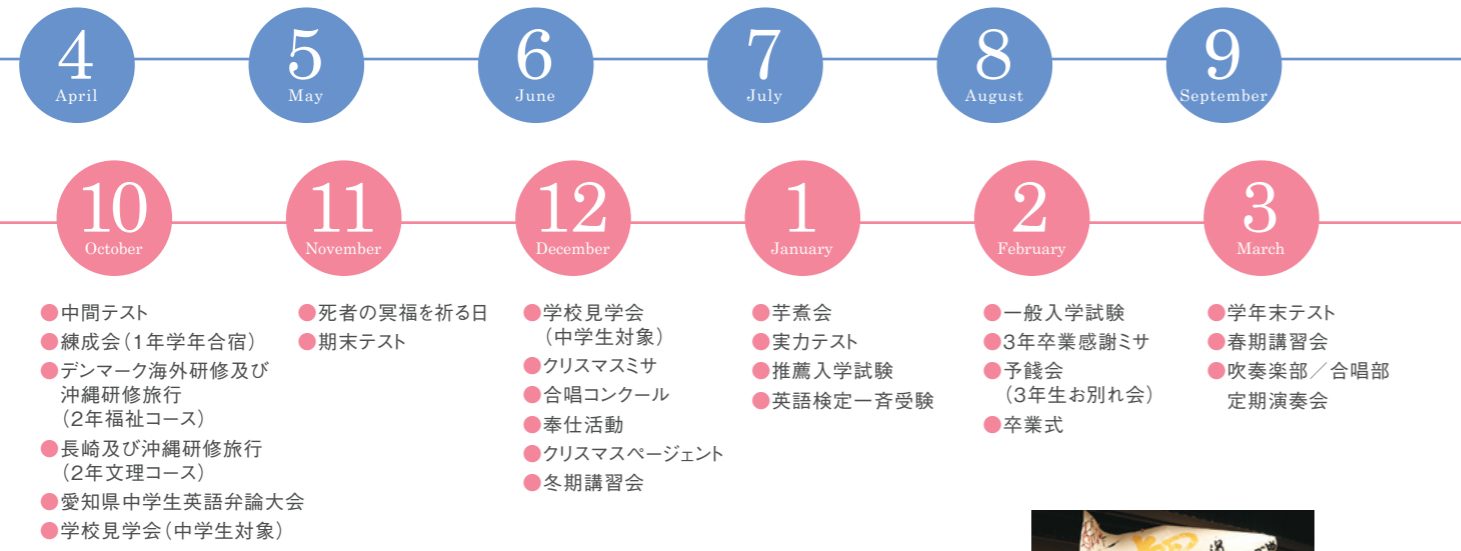 4
April
5
May
6
June
7
July
8
August
9
September
10
October
11
November
12
December
1
January
2
February
3
March
●中間テスト
●練成会(1年学年合宿)
●デンマーク海外研修及び
沖縄研修旅行
(2年福祉コース)
●長崎及び沖縄研修旅行
(2年文理コース)
●愛知県中学生英語弁論大会
●学校見学会(中学生対象)
●死者の冥福を祈る日
●期末テスト
●学校見学会
(中学生対象)
●クリスマスミサ
●合唱コンクール
●奉仕活動
●クリスマスページェント
●冬期講習会
●芋煮会
●実力テスト
●推薦入学試験
●英語検定一斉受験
●一般入学試験
●3年卒業感謝ミサ
●予餞会
(3年生お別れ会)
●卒業式
●学年末テスト
●春期講習会
●吹奏楽部/合唱部
定期演奏会